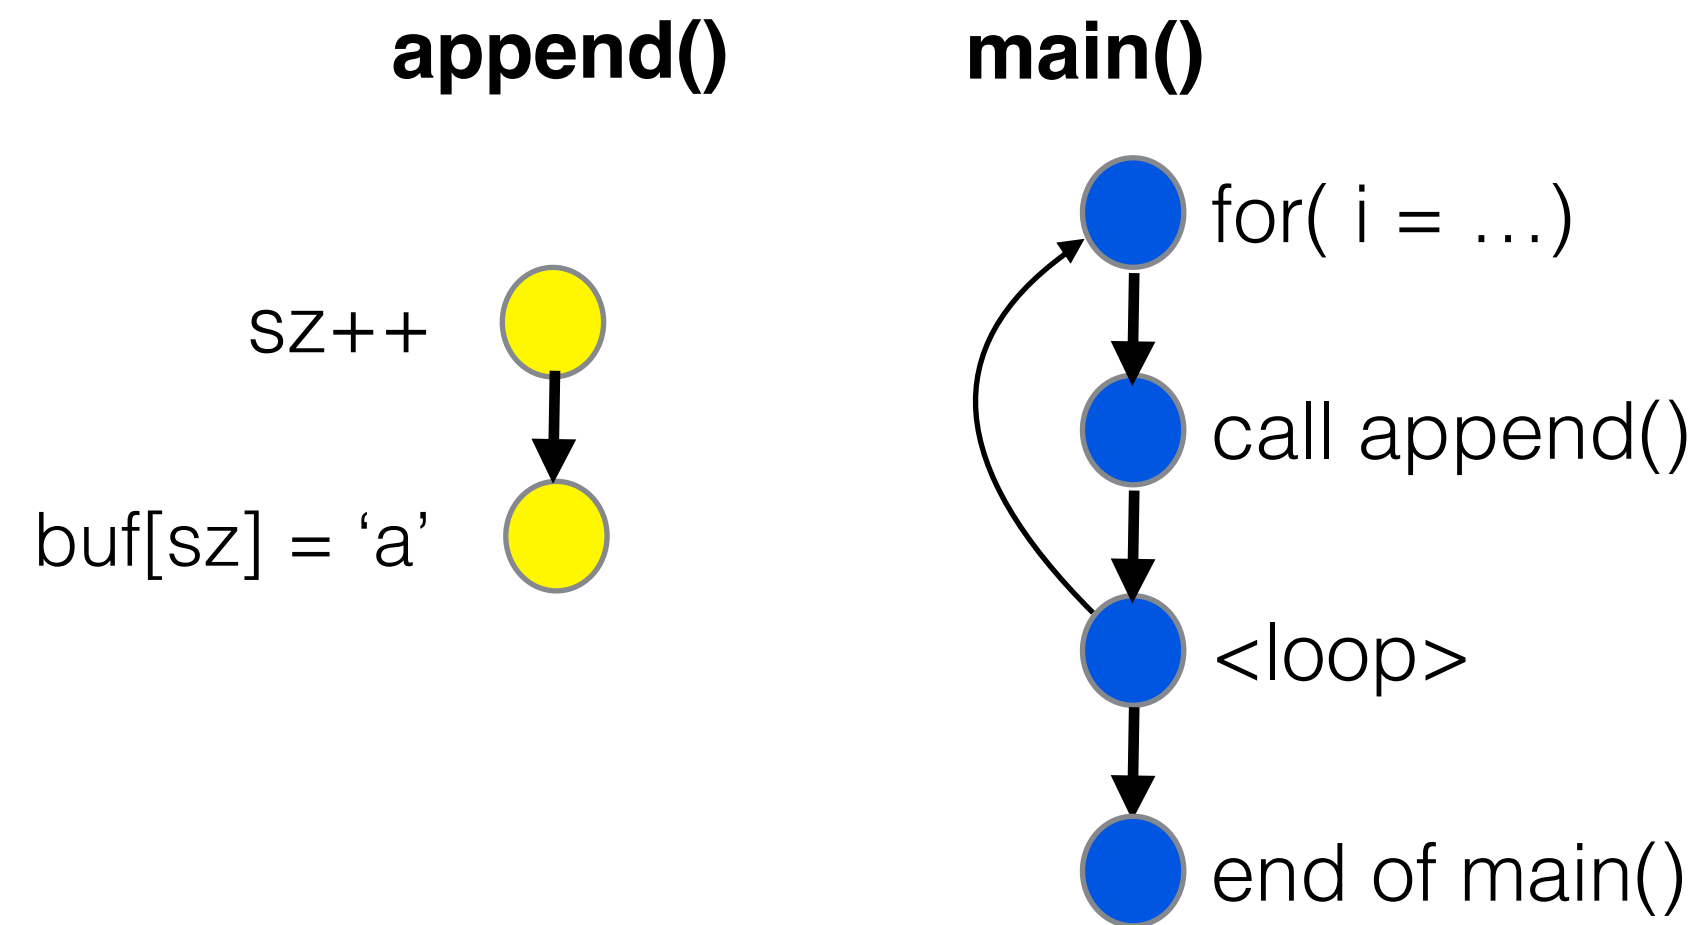 append()
main()
for( i = …)
sz++
call append()
buf[sz] = ‘a’
<loop>
end of main()